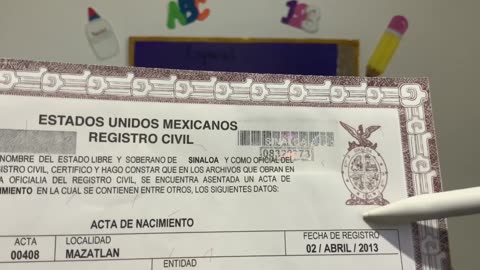 ABC
123
ESTADOS UNIDOS MEXICANOS
REGISTRO CIVIL
NOMBRE DEL ESTADO LIBRE Y SOBERANO DE SINALOA Y COMO OFICIAL DEL
REGISTRO CIVIL, CERTIFICO Y HAGO CONSTAR QUE EN LOS ARCHIVOS QUE OBRAN EN
OFICIALIA DEL REGISTRO CIVIL, SE ENCUENTRA ASENTADA UN ACTA DE
EN LA CUAL SE CONTIENEN ENTRE OTROS, LOS SIGUIENTES DATOS:
ACTA DE NACIMIENTO
ACTA LOCALIDAD FECHA DE REGISTRO
00408 MAZATLAN 02 / ABRIL / 2013
ENTIDAD